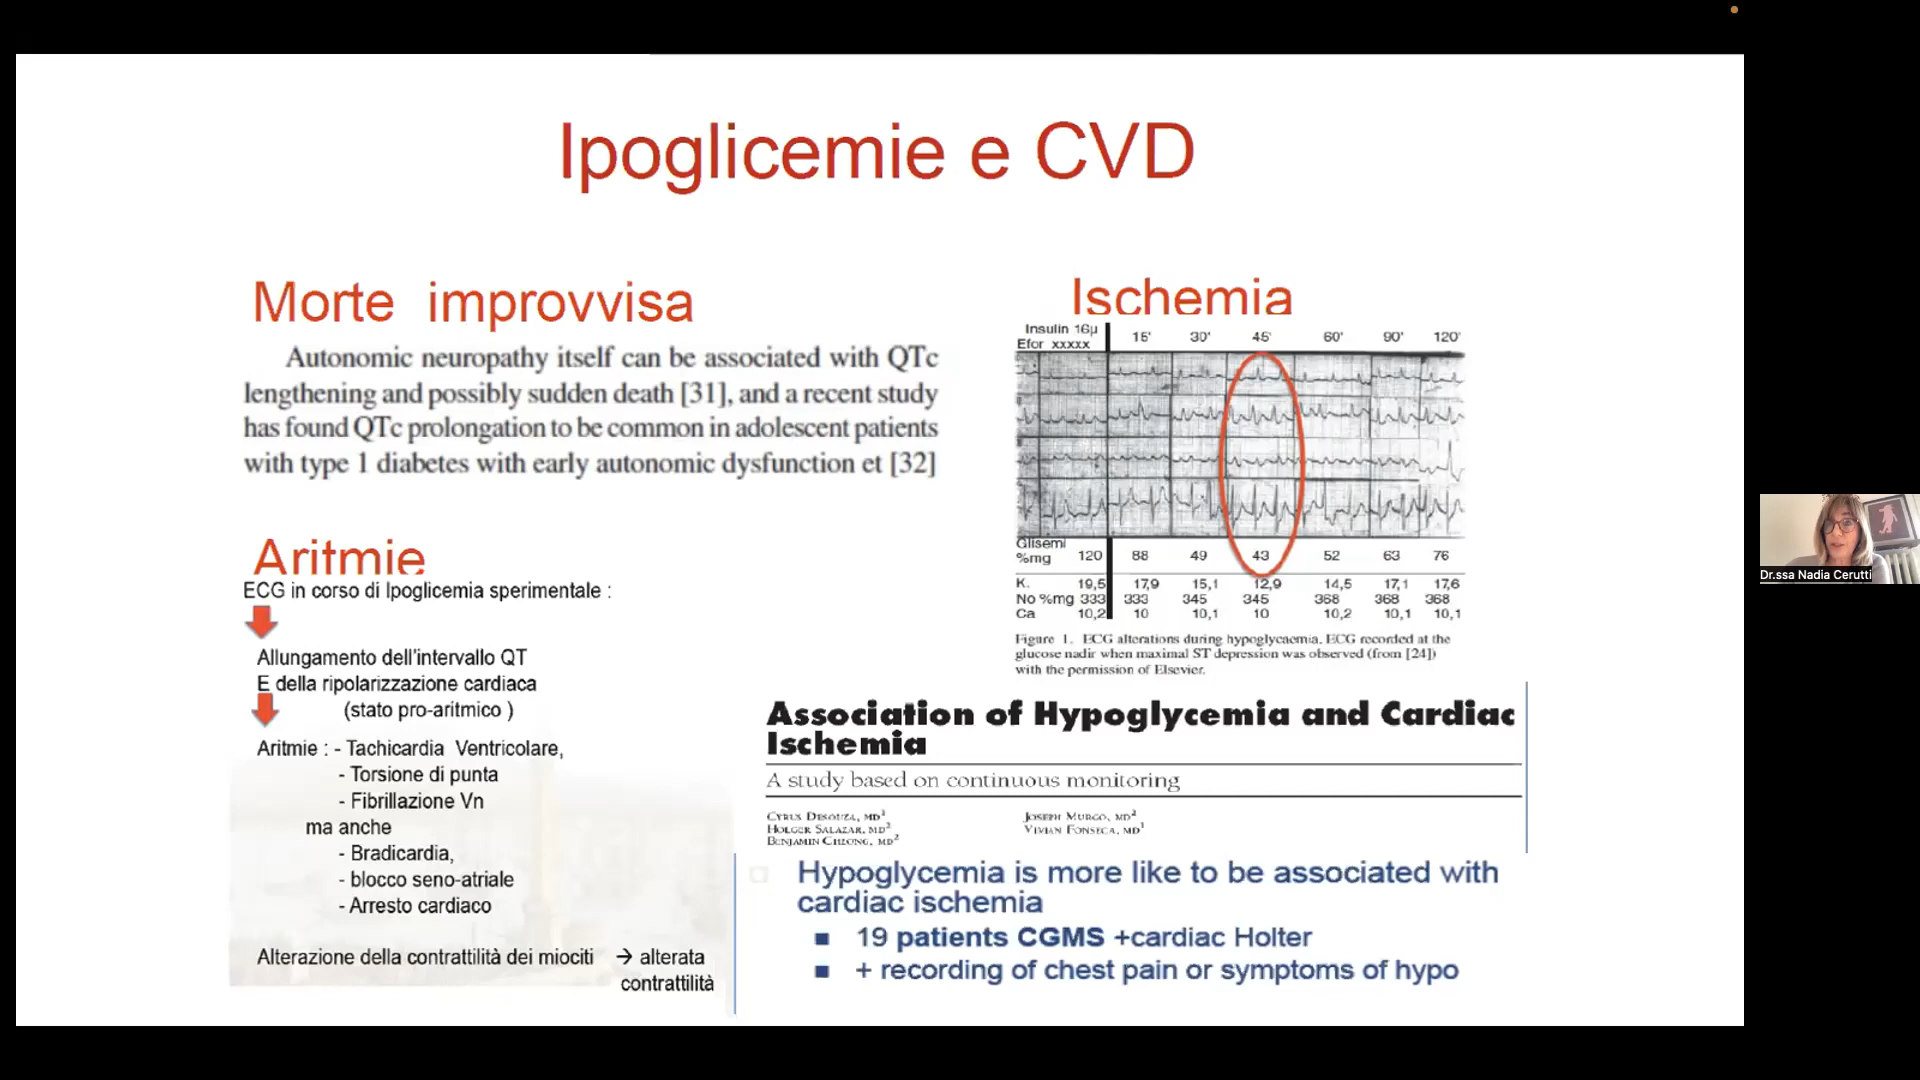 Ipoglicemie e CVD
Morte improvvisa
Autonomic neuropathy itself can be associated with QTc
lengthening and possibly sudden death [31], and a recent study
has found QTc prolongation to be common in adolescent patients
with type 1 diabetes with early autonomic dysfunction et [32]
Aritmie
ECG in corso di Ipoglicemia sperimentale :
Allungamento dell'intervallo QT
E della ripolarizzazione cardiaca
(stato pro-aritmico )
Aritmie : - Tachicardia Ventricolare,
- Torsione di punta
- Fibrillazione Vn
ma anche
- Bradicardia,
- blocco seno-atriale
- Arresto cardiaco
Alterazione della contrattilità dei miociti → alterata
contrattilità
Ischemia
Insulin 16µ 15' 30' 45' 60' 90' 120'
Efor xxxxx
Glisemi
%mg 120 88 49 43 52 63 76
K. 19,5 17,9 15,1 12,9 14,5 17,1 17,6
No %mg 333 333 345 345 368 368 368
Ca 10,2 10 10,1 10 10,2 10,1 10,1
Figure 1. ECG alterations during hypoglycaemia. ECG recorded at the
glucose nadir when maximal ST depression was observed (from [24])
with the permission of Elsevier.
Association of Hypoglycemia and Cardiac
Ischemia
A study based on continuous monitoring
Cyrus Desouza, MD1
Holger Salazar, MD2
Benjamin Cheong, MD2
Joseph Murgo, MD2
Vivian Fonseca, MD1
Hypoglycemia is more like to be associated with
cardiac ischemia
■ 19 patients CGMS +cardiac Holter
■ + recording of chest pain or symptoms of hypo
Dr.ssa Nadia Cerutti